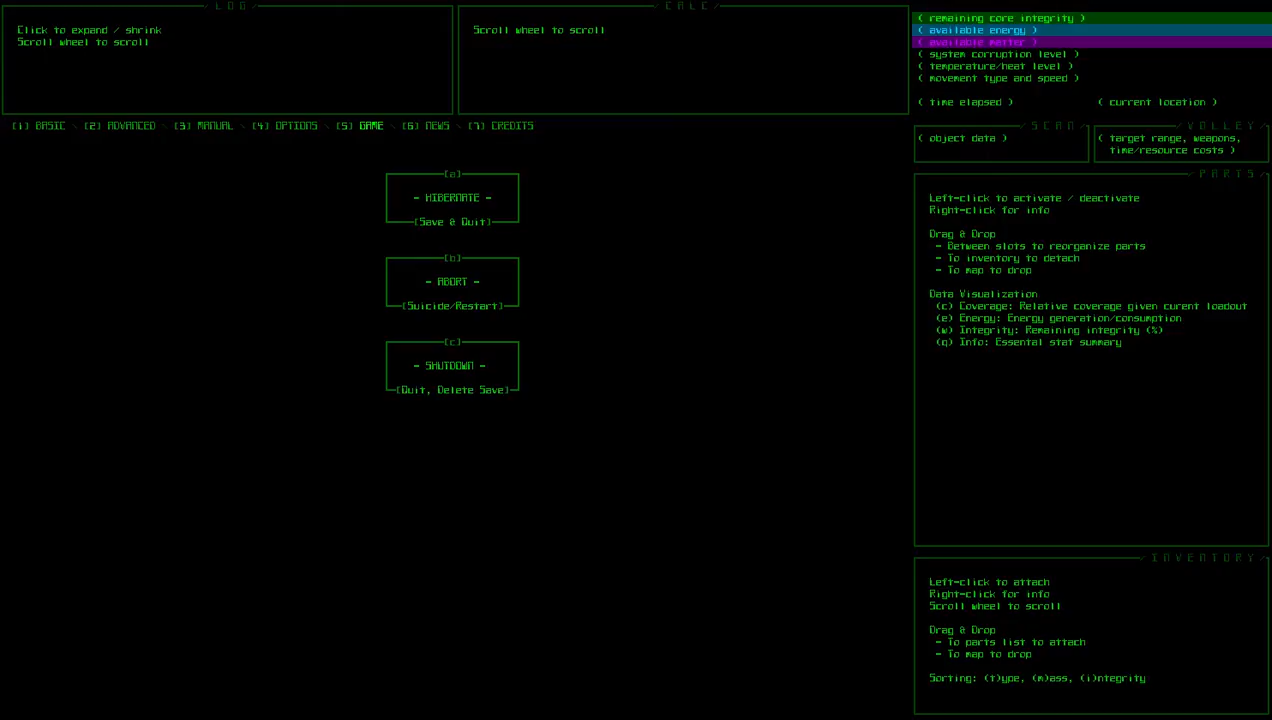 / L O G /
Click to expand / shrink
Scroll wheel to scroll
/ C A L C /
Scroll wheel to scroll
( remaining core integrity )
( available energy )
( available matter )
( system corruption level )
( temperature/heat level )
( movement type and speed )
( time elapsed ) ( current location )
[1] BASIC \ [2] ADVANCED \ [3] MANUAL \ [4] OPTIONS \ [5] GAME \ [6] NEWS \ [7] CREDITS
/ S C A N /
( object data )
/ V O L L E Y /
( target range, weapons,
time/resource costs )
[a]
- HIBERNATE -
[Save & Quit]
[b]
- ABORT -
[Suicide/Restart]
[c]
- SHUTDOWN -
[Quit, Delete Save]
/ P A R T S /
Left-click to activate / deactivate
Right-click for info
Drag & Drop
- Between slots to reorganize parts
- To inventory to detach
- To map to drop
Data Visualization
(c) Coverage: Relative coverage given curent loadout
(e) Energy: Energy generation/consumption
(w) Integrity: Remaining integrity (%)
(q) Info: Essental stat summary
/ I N V E N T O R Y /
Left-click to attach
Right-click for info
Scroll wheel to scroll
Drag & Drop
- To parts list to attach
- To map to drop
Sorting: (t)ype, (m)ass, (i)ntegrity